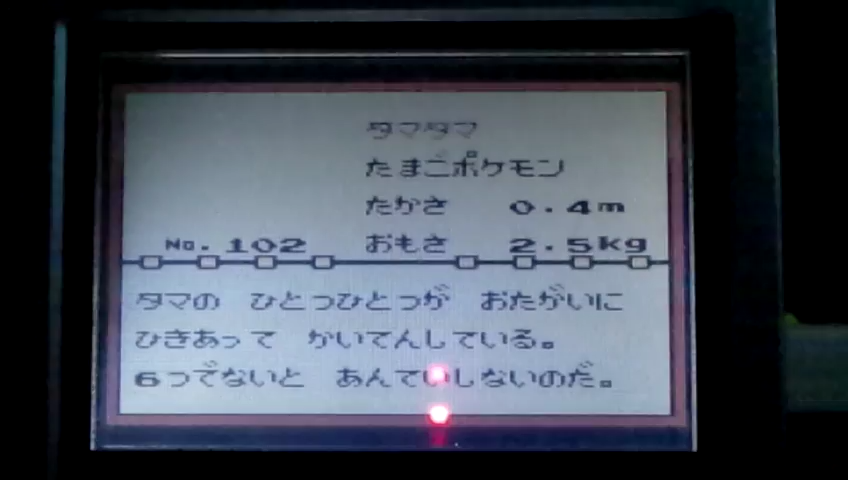 タマタマ
たまごポケモン
たかさ 0.4m
No.102 おもさ 2.5kg
タマの ひとつひとつが おたがいに
ひきあって かいてんしている。
6つでないと あんていしないのだ。